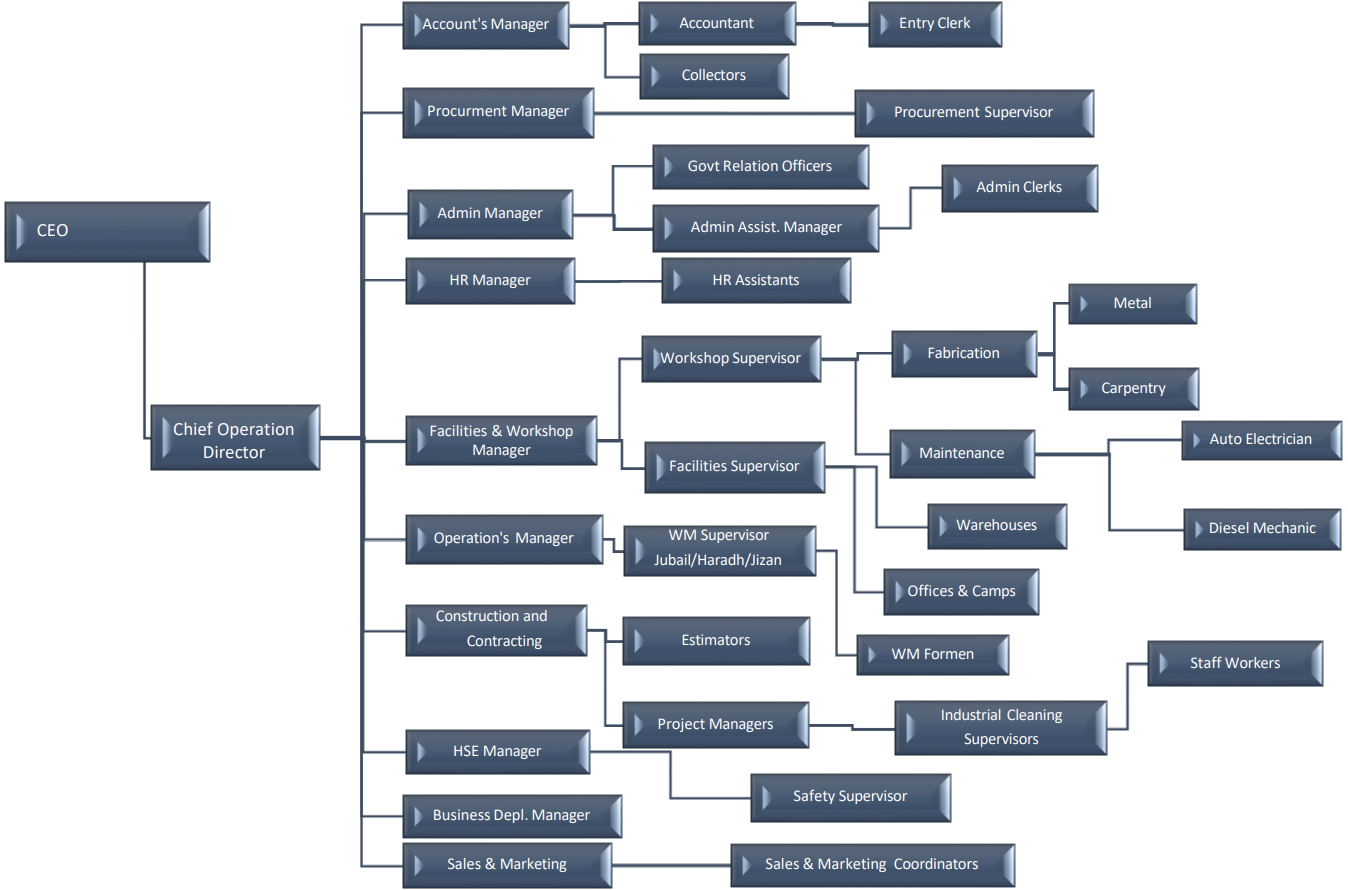 CEO
Chief Operation
Director
Account's Manager
Accountant
Entry Clerk
Collectors
Procurment Manager
Procurement Supervisor
Admin Manager
Govt Relation Officers
Admin Assist. Manager
Admin Clerks
HR Manager
HR Assistants
Facilities & Workshop
Manager
Workshop Supervisor
Fabrication
Metal
Carpentry
Maintenance
Auto Electrician
Diesel Mechanic
Facilities Supervisor
Warehouses
Offices & Camps
Operation's Manager
WM Supervisor
Jubail/Haradh/Jizan
WM Formen
Construction and
Contracting
Estimators
Project Managers
Industrial Cleaning
Supervisors
Staff Workers
HSE Manager
Safety Supervisor
Business Depl. Manager
Sales & Marketing
Sales & Marketing Coordinators